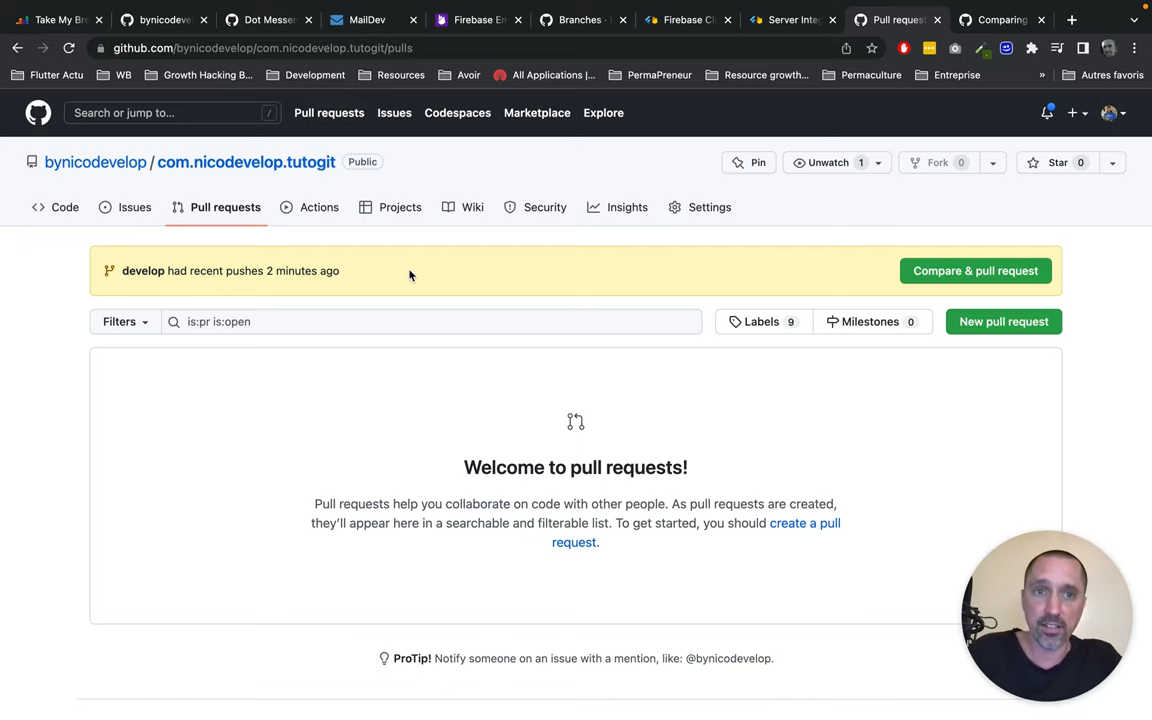 Take My Bre
bynicodeve
Dot Messer
MailDev
Firebase En
Branches ·
Firebase Cl
Server Inte
Pull reques
Comparing
github.com/bynicodevelop/com.nicodevelop.tutogit/pulls
Flutter Actu
WB
Growth Hacking B...
Development
Resources
Avoir
All Applications |...
PermaPreneur
Resource growth...
Permaculture
Entreprise
»
Autres favoris
Search or jump to...
/
Pull requests
Issues
Codespaces
Marketplace
Explore
bynicodevelop / com.nicodevelop.tutogit
Public
Pin
Unwatch 1
Fork 0
Star 0
Code
Issues
Pull requests
Actions
Projects
Wiki
Security
Insights
Settings
develop had recent pushes 2 minutes ago
Compare & pull request
Filters
is:pr is:open
Labels 9
Milestones 0
New pull request
Welcome to pull requests!
Pull requests help you collaborate on code with other people. As pull requests are created,
they'll appear here in a searchable and filterable list. To get started, you should create a pull
request.
ProTip! Notify someone on an issue with a mention, like: @bynicodevelop.